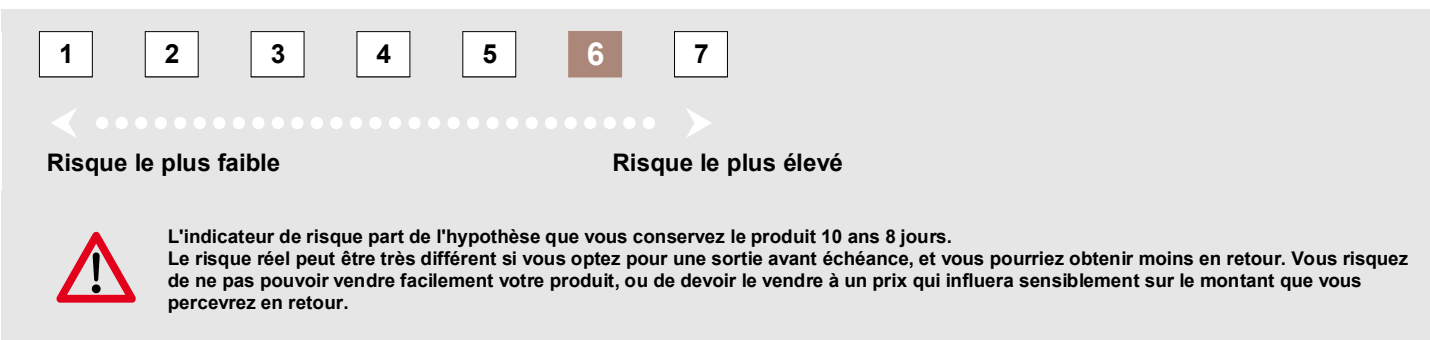 1 2 3 4 5 6 7
Risque le plus faible Risque le plus élevé
L'indicateur de risque part de l'hypothèse que vous conservez le produit 10 ans 8 jours.
Le risque réel peut être très différent si vous optez pour une sortie avant échéance, et vous pourriez obtenir moins en retour. Vous risquez
de ne pas pouvoir vendre facilement votre produit, ou de devoir le vendre à un prix qui influera sensiblement sur le montant que vous
percevrez en retour.